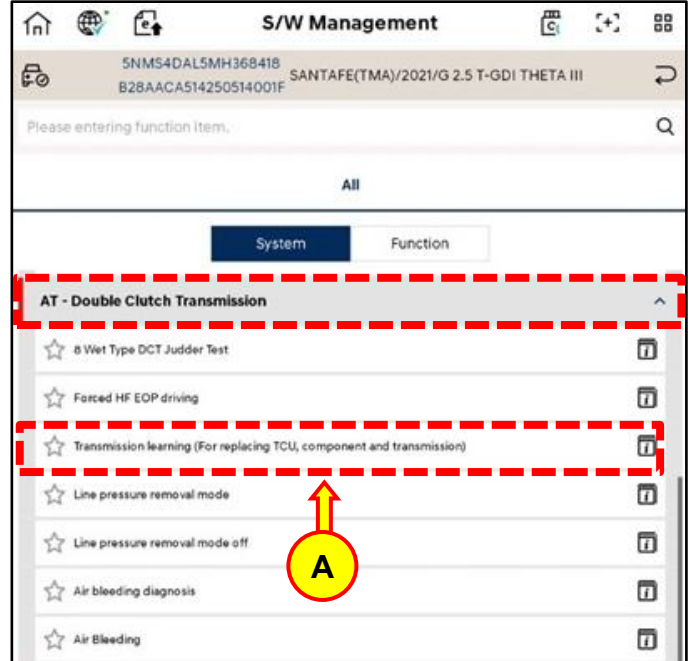 S/W Management
5NMS4DAL5MH368418
B28AACA514250514001F
SANTAFE(TMA)/2021/G 2.5 T-GDI THETA III
Please entering function item.
All
System
Function
AT - Double Clutch Transmission
8 Wet Type DCT Judder Test
Forced HF EOP driving
Transmission learning (For replacing TCU, component and transmission)
Line pressure removal mode
Line pressure removal mode off
A
Air bleeding diagnosis
Air Bleeding